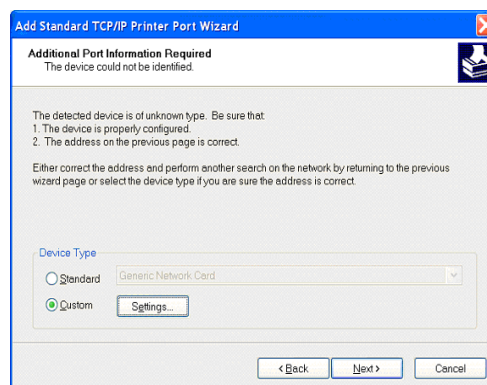 Add Standard TCP/IP Printer Port Wizard
Additional Port Information Required
The device could not be identified.
The detected device is of unknown type. Be sure that:
1. The device is properly configured.
2. The address on the previous page is correct.
Either correct the address and perform another search on the network by returning to the previous
wizard page or select the device type if you are sure the address is correct.
Device Type
Standard
Generic Network Card
Custom
Settings...
< Back
Next >
Cancel